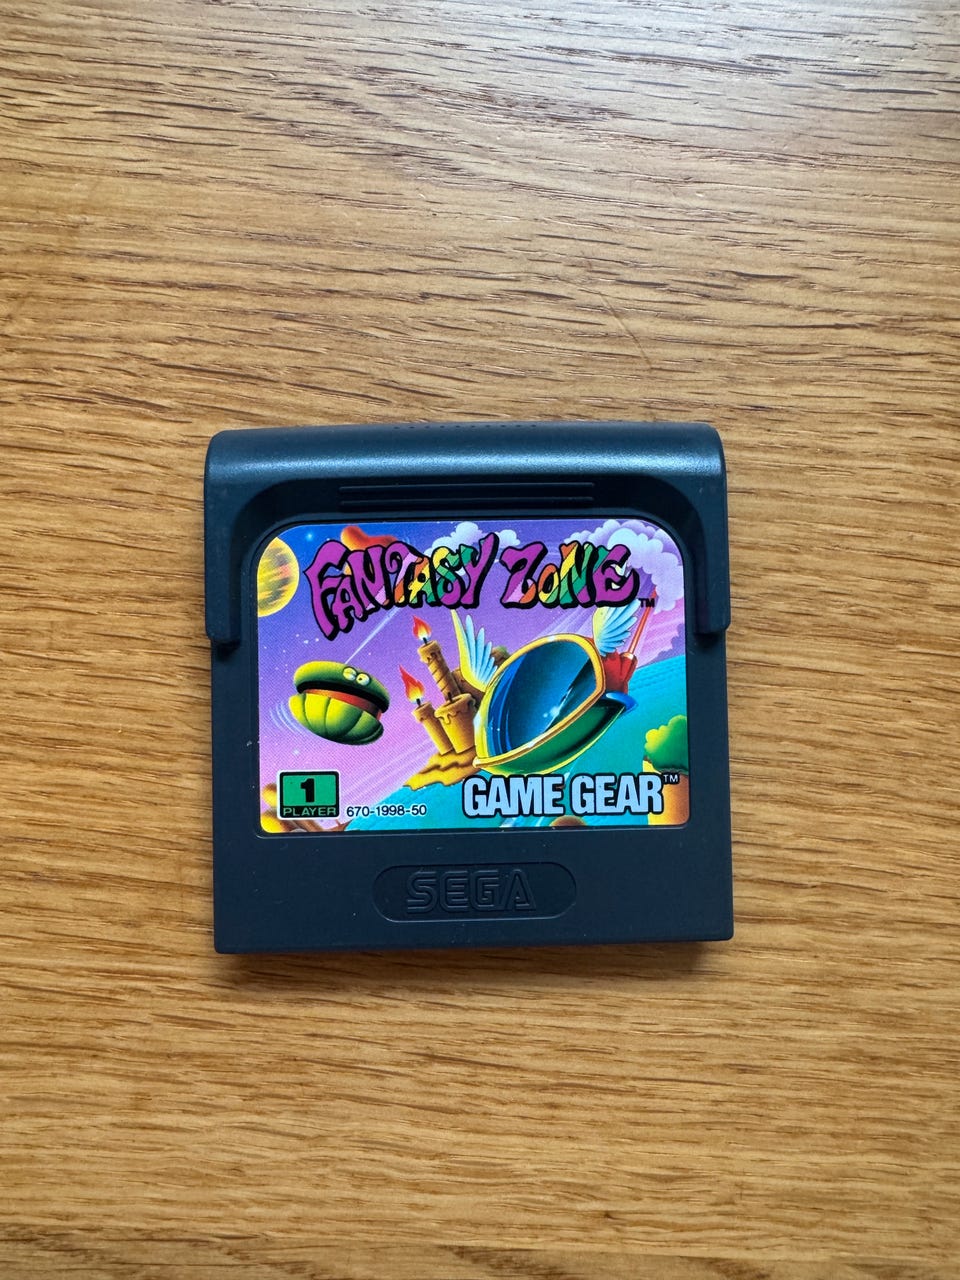 FANTASY ZONE™
1
PLAYER
670-1998-50
GAME GEAR™
SEGA